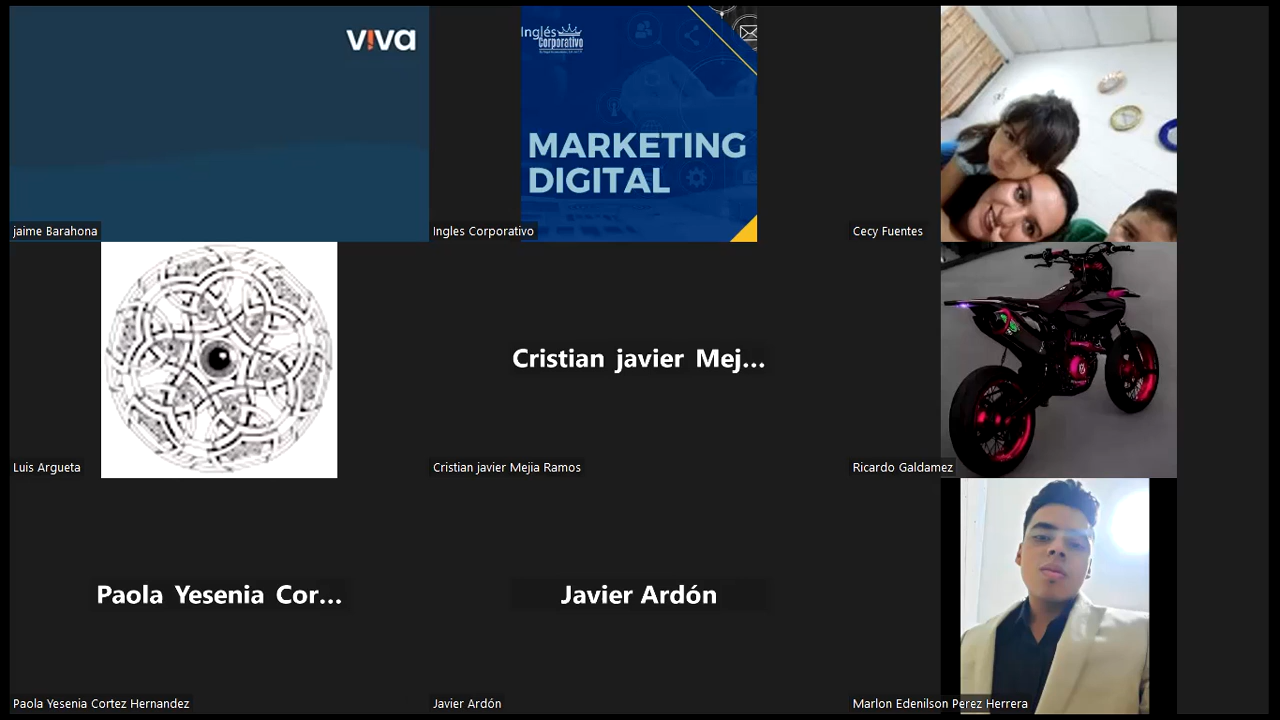 v!va
jaime Barahona
Inglés
Corporativo
MARKETING
DIGITAL
Ingles Corporativo
Cecy Fuentes
Luis Argueta
Cristian javier Mej...
Cristian javier Mejia Ramos
Ricardo Galdamez
Paola Yesenia Cor...
Paola Yesenia Cortez Hernandez
Javier Ardón
Javier Ardón
Marlon Edenilson Perez Herrera